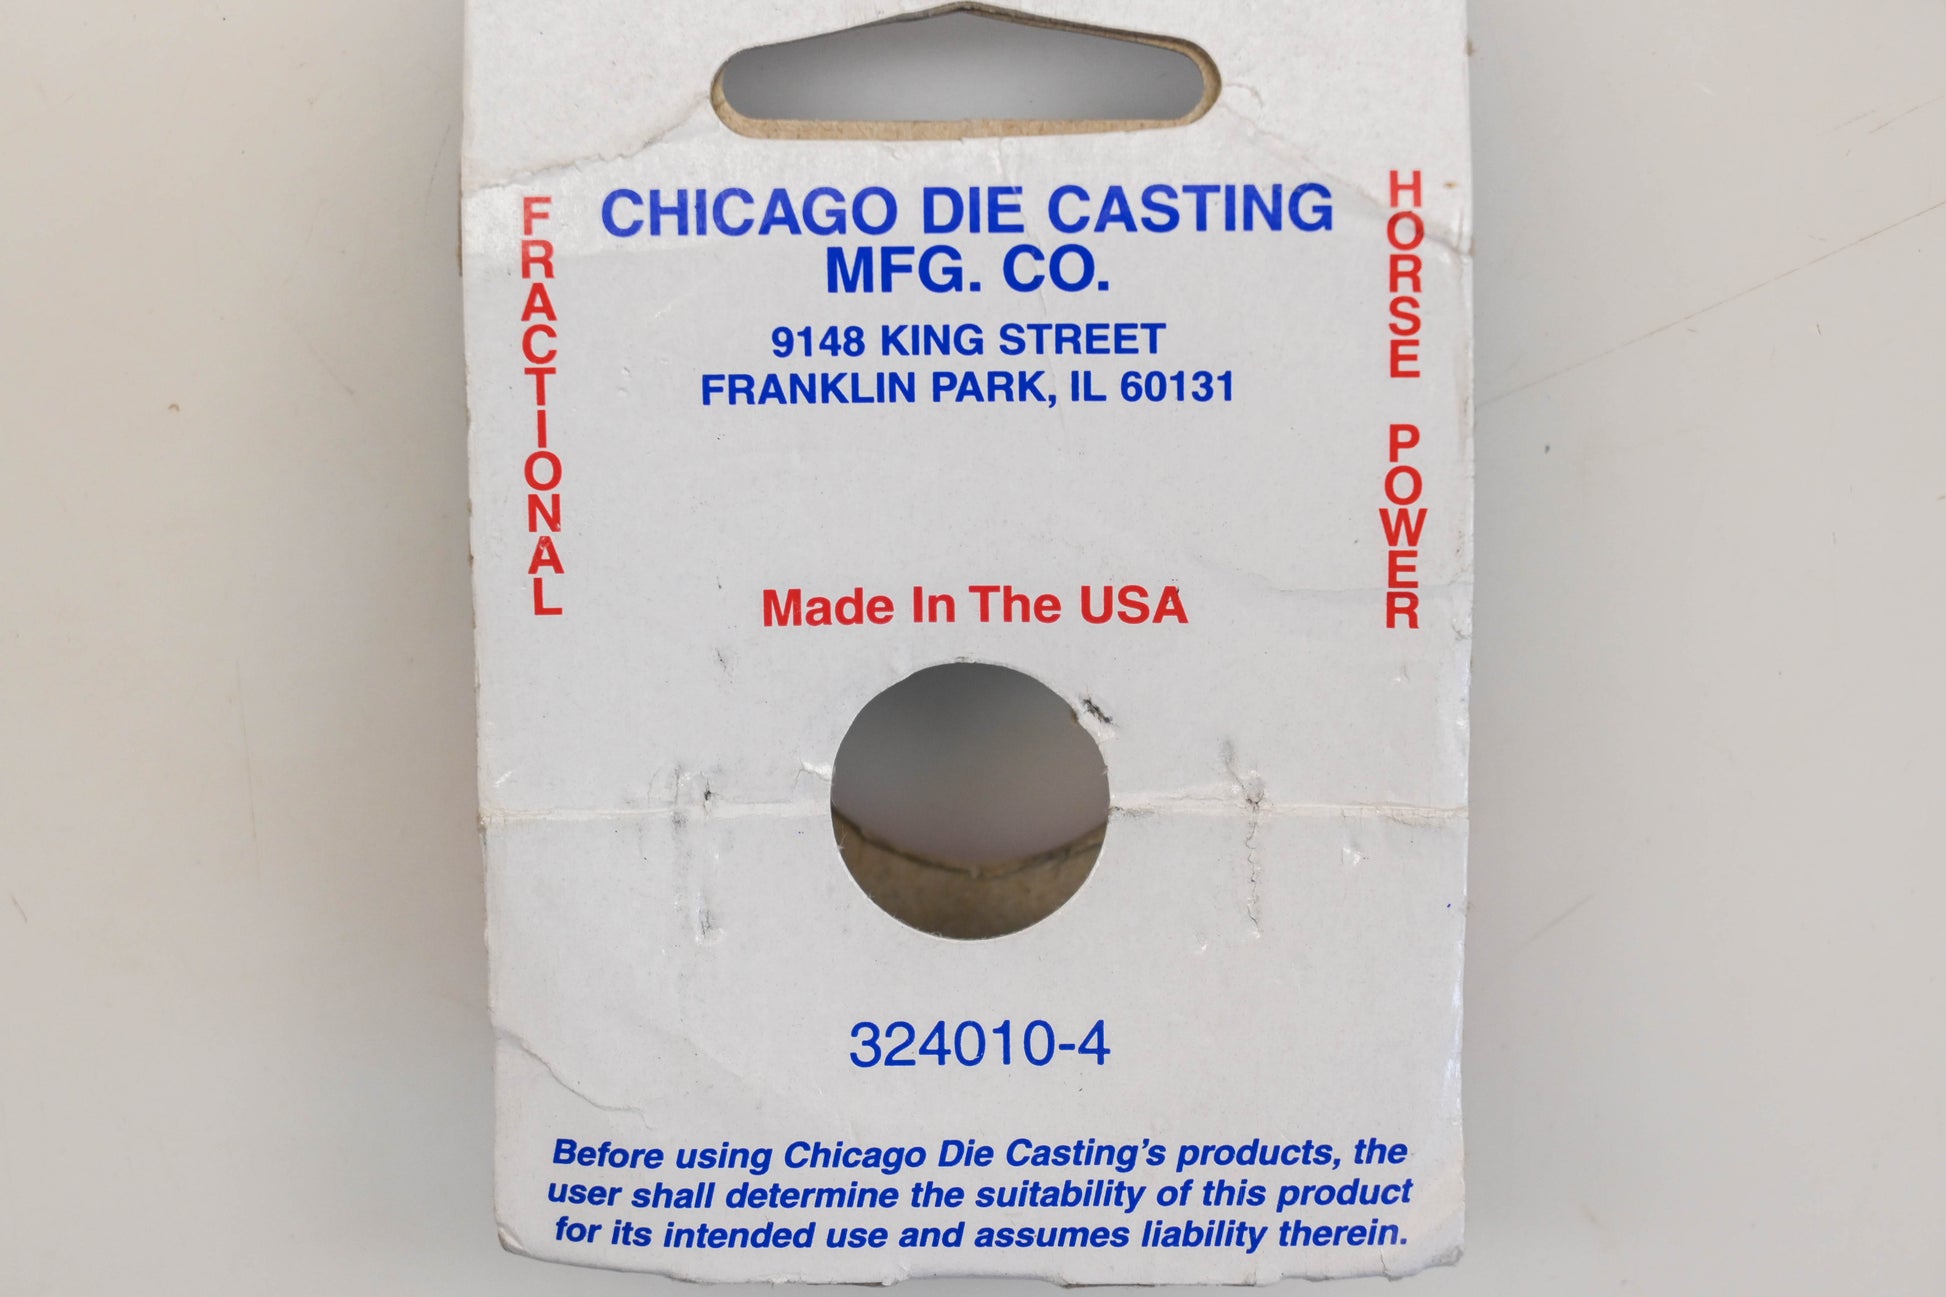 CHICAGO DIE CASTING
MFG. CO.
9148 KING STREET
FRANKLIN PARK, IL 60131
FRACTIONAL
HORSE POWER
Made In The USA
324010-4
Before using Chicago Die Casting's products, the
user shall determine the suitability of this product
for its intended use and assumes liability therein.